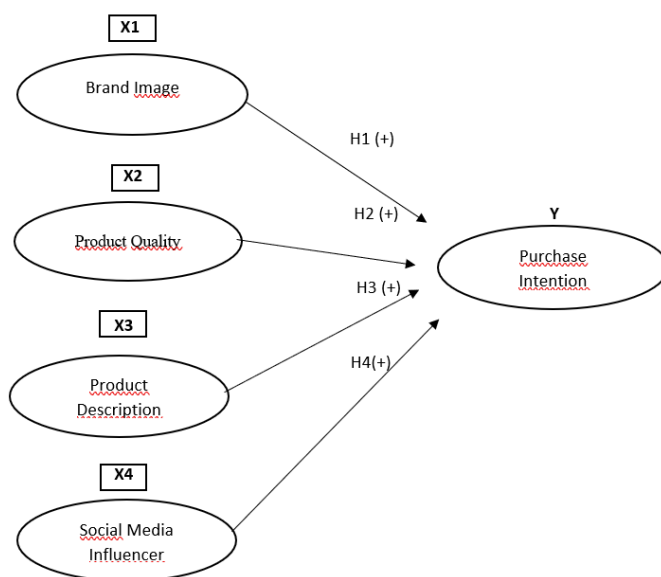 X1
Brand Image
H1 (+)
X2
H2 (+)
Y
Product Quality
Purchase
Intention
H3 (+)
X3
H4(+)
Product
Description
X4
Social Media
Influencer